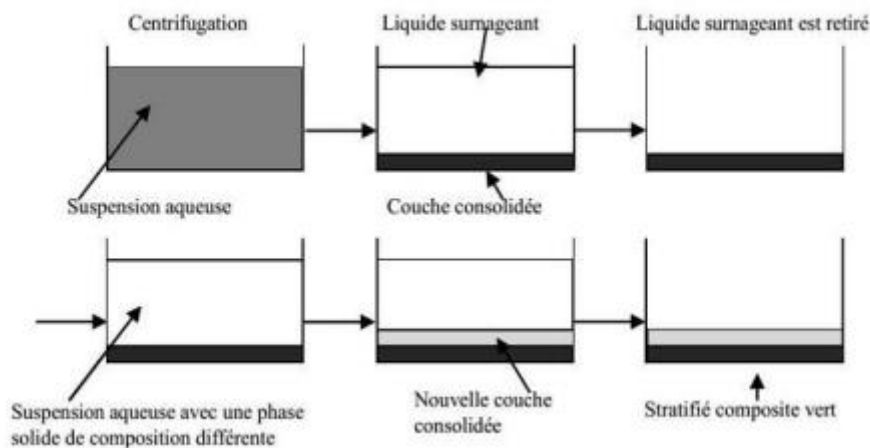 Centrifugation
Liquide surnageant
Liquide surnageant est retiré
Suspension aqueuse
Couche consolidée
Suspension aqueuse avec une phase
solide de composition différente
Nouvelle couche
consolidée
Stratifié composite vert